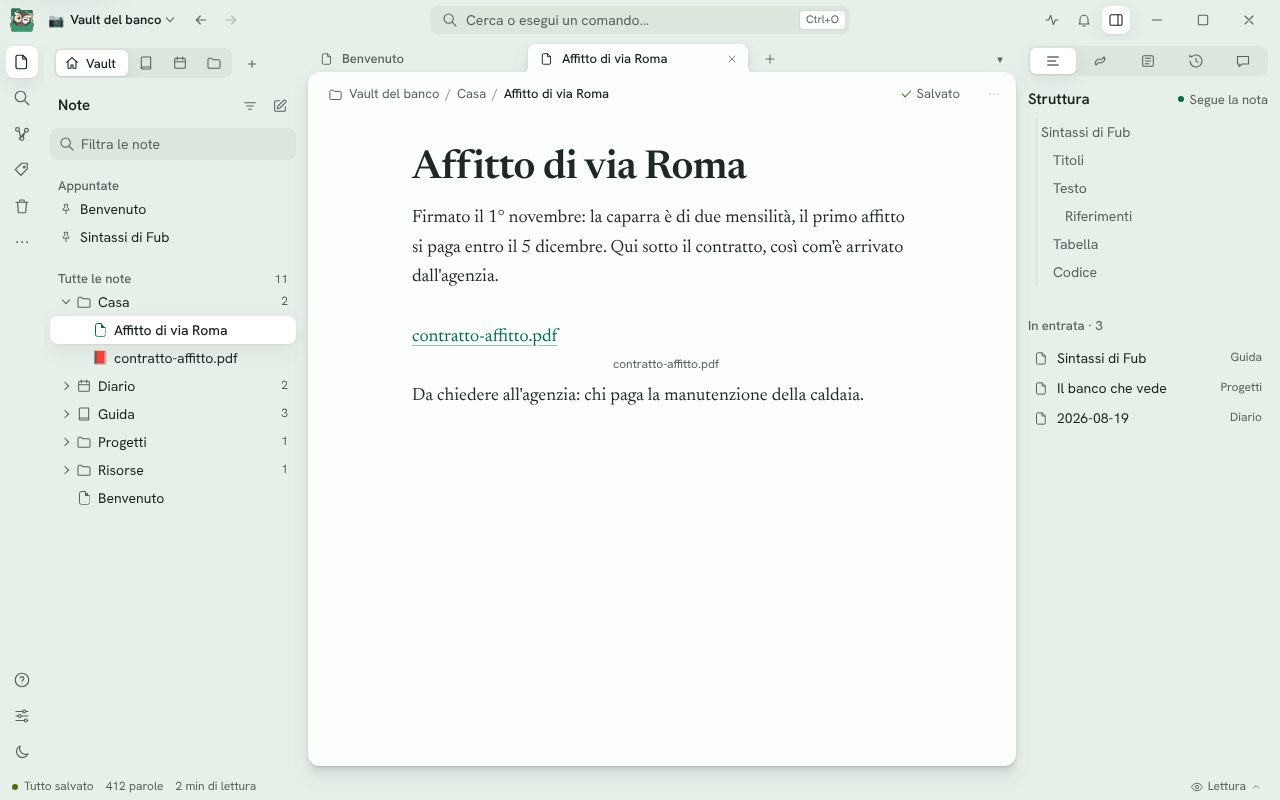 Vault del banco
Cerca o esegui un comando…
Ctrl+O
Vault
Benvenuto
Affitto di via Roma
Note
Filtra le note
Appuntate
Benvenuto
Sintassi di Fub
Tutte le note 11
Casa 2
Affitto di via Roma
contratto-affitto.pdf
Diario 2
Guida 3
Progetti 1
Risorse 1
Benvenuto
Vault del banco / Casa / Affitto di via Roma
Salvato
Affitto di via Roma
Firmato il 1° novembre: la caparra è di due mensilità, il primo affitto
si paga entro il 5 dicembre. Qui sotto il contratto, così com'è arrivato
dall'agenzia.
contratto-affitto.pdf
contratto-affitto.pdf
Da chiedere all'agenzia: chi paga la manutenzione della caldaia.
Struttura
Segue la nota
Sintassi di Fub
Titoli
Testo
Riferimenti
Tabella
Codice
In entrata · 3
Sintassi di Fub Guida
Il banco che vede Progetti
2026-08-19 Diario
Tutto salvato 412 parole 2 min di lettura
Lettura